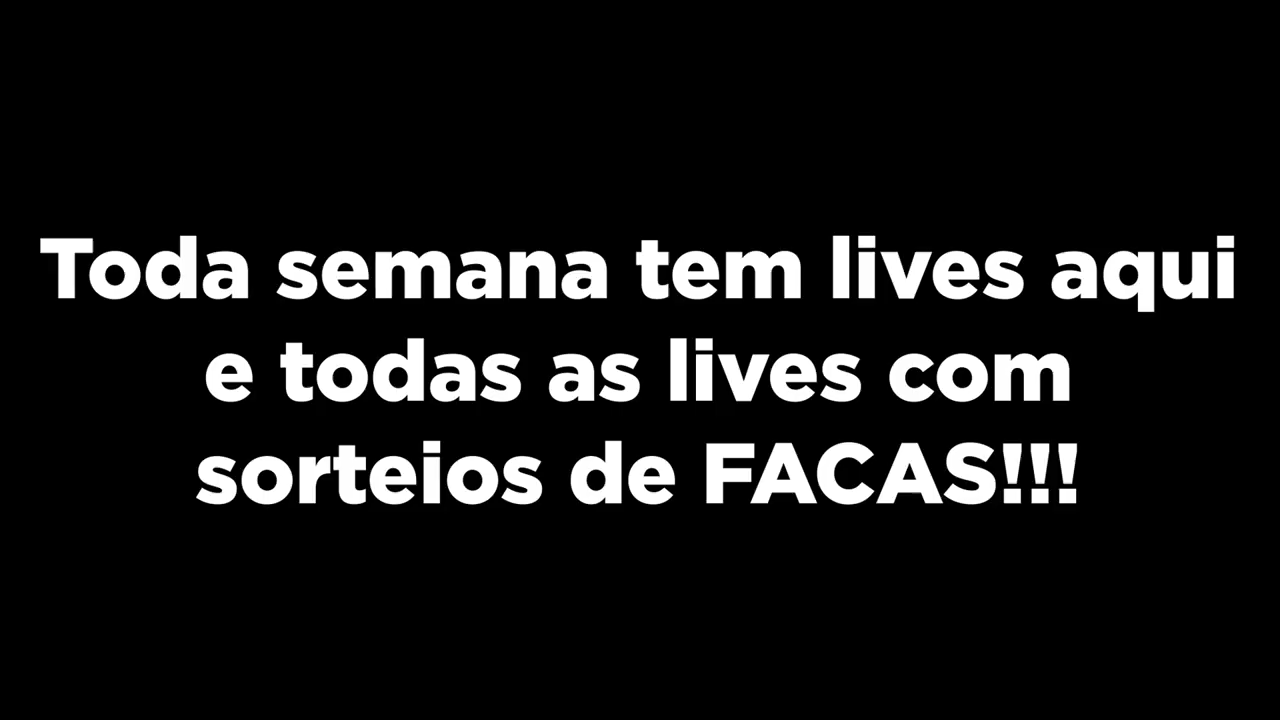 Toda semana tem lives aqui
e todas as lives com
sorteios de FACAS!!!